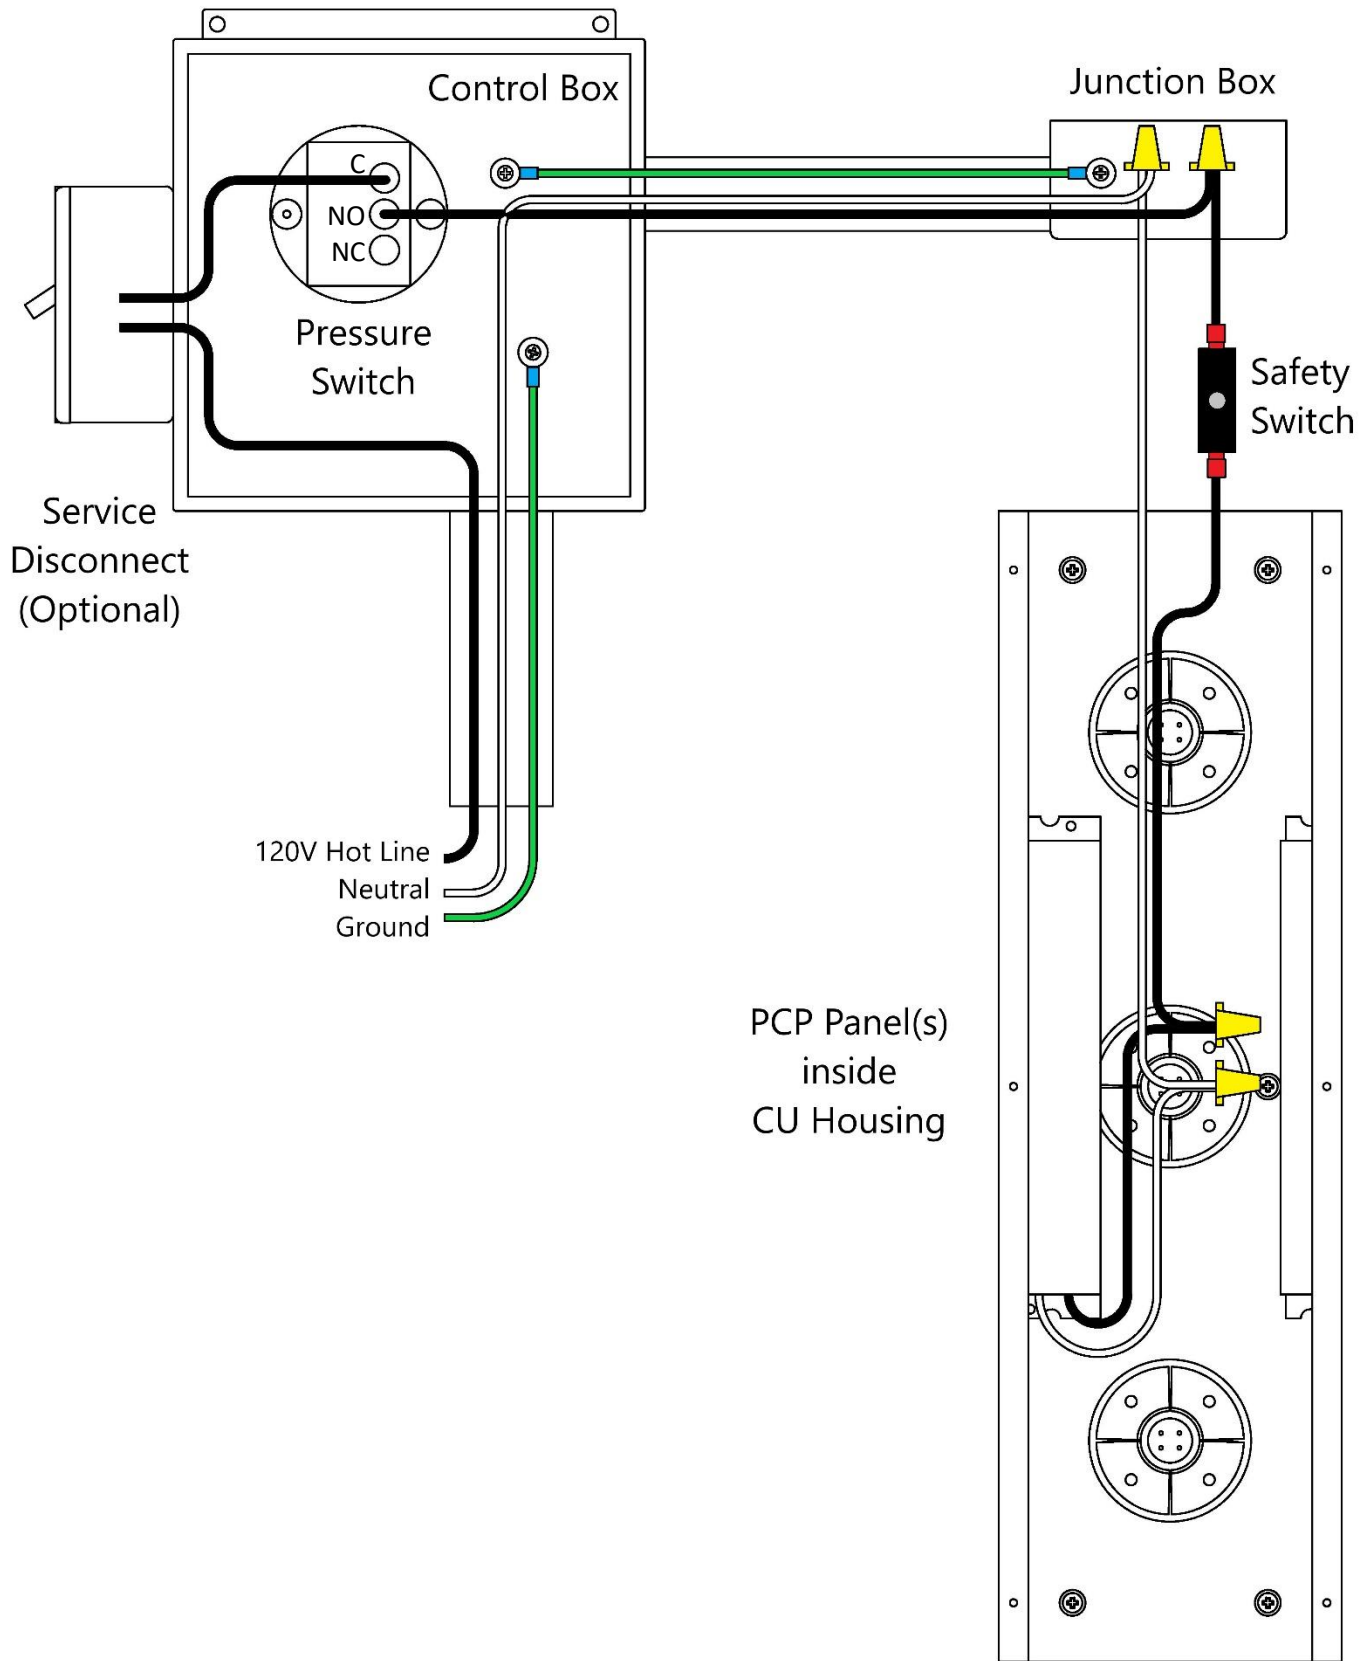 Control Box
Junction Box
C
NO
NC
Pressure
Switch
Safety
Switch
Service
Disconnect
(Optional)
120V Hot Line
Neutral
Ground
PCP Panel(s)
inside
CU Housing